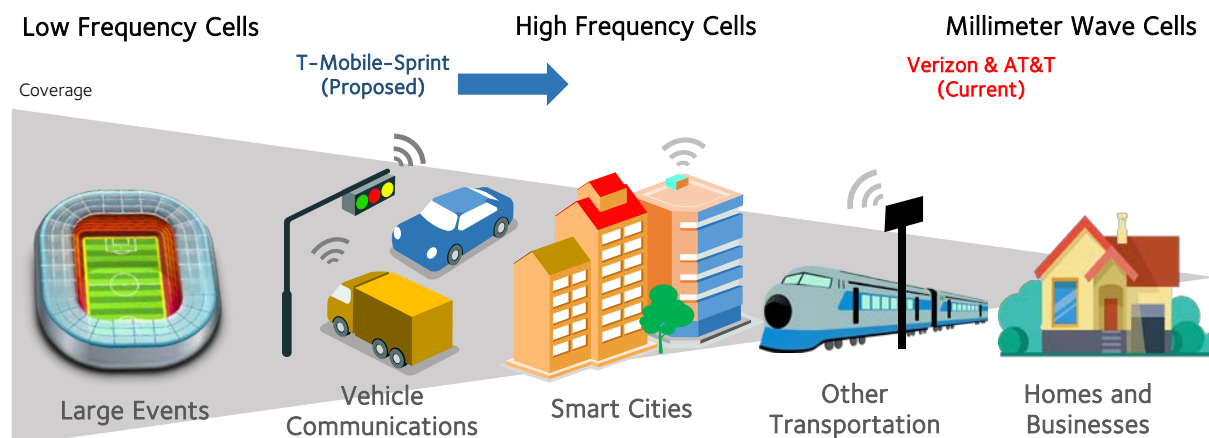 Low Frequency Cells
High Frequency Cells
Millimeter Wave Cells
T-Mobile-Sprint
(Proposed)
Verizon & AT&T
(Current)
Coverage
Large Events
Vehicle
Communications
Smart Cities
Other
Transportation
Homes and
Businesses